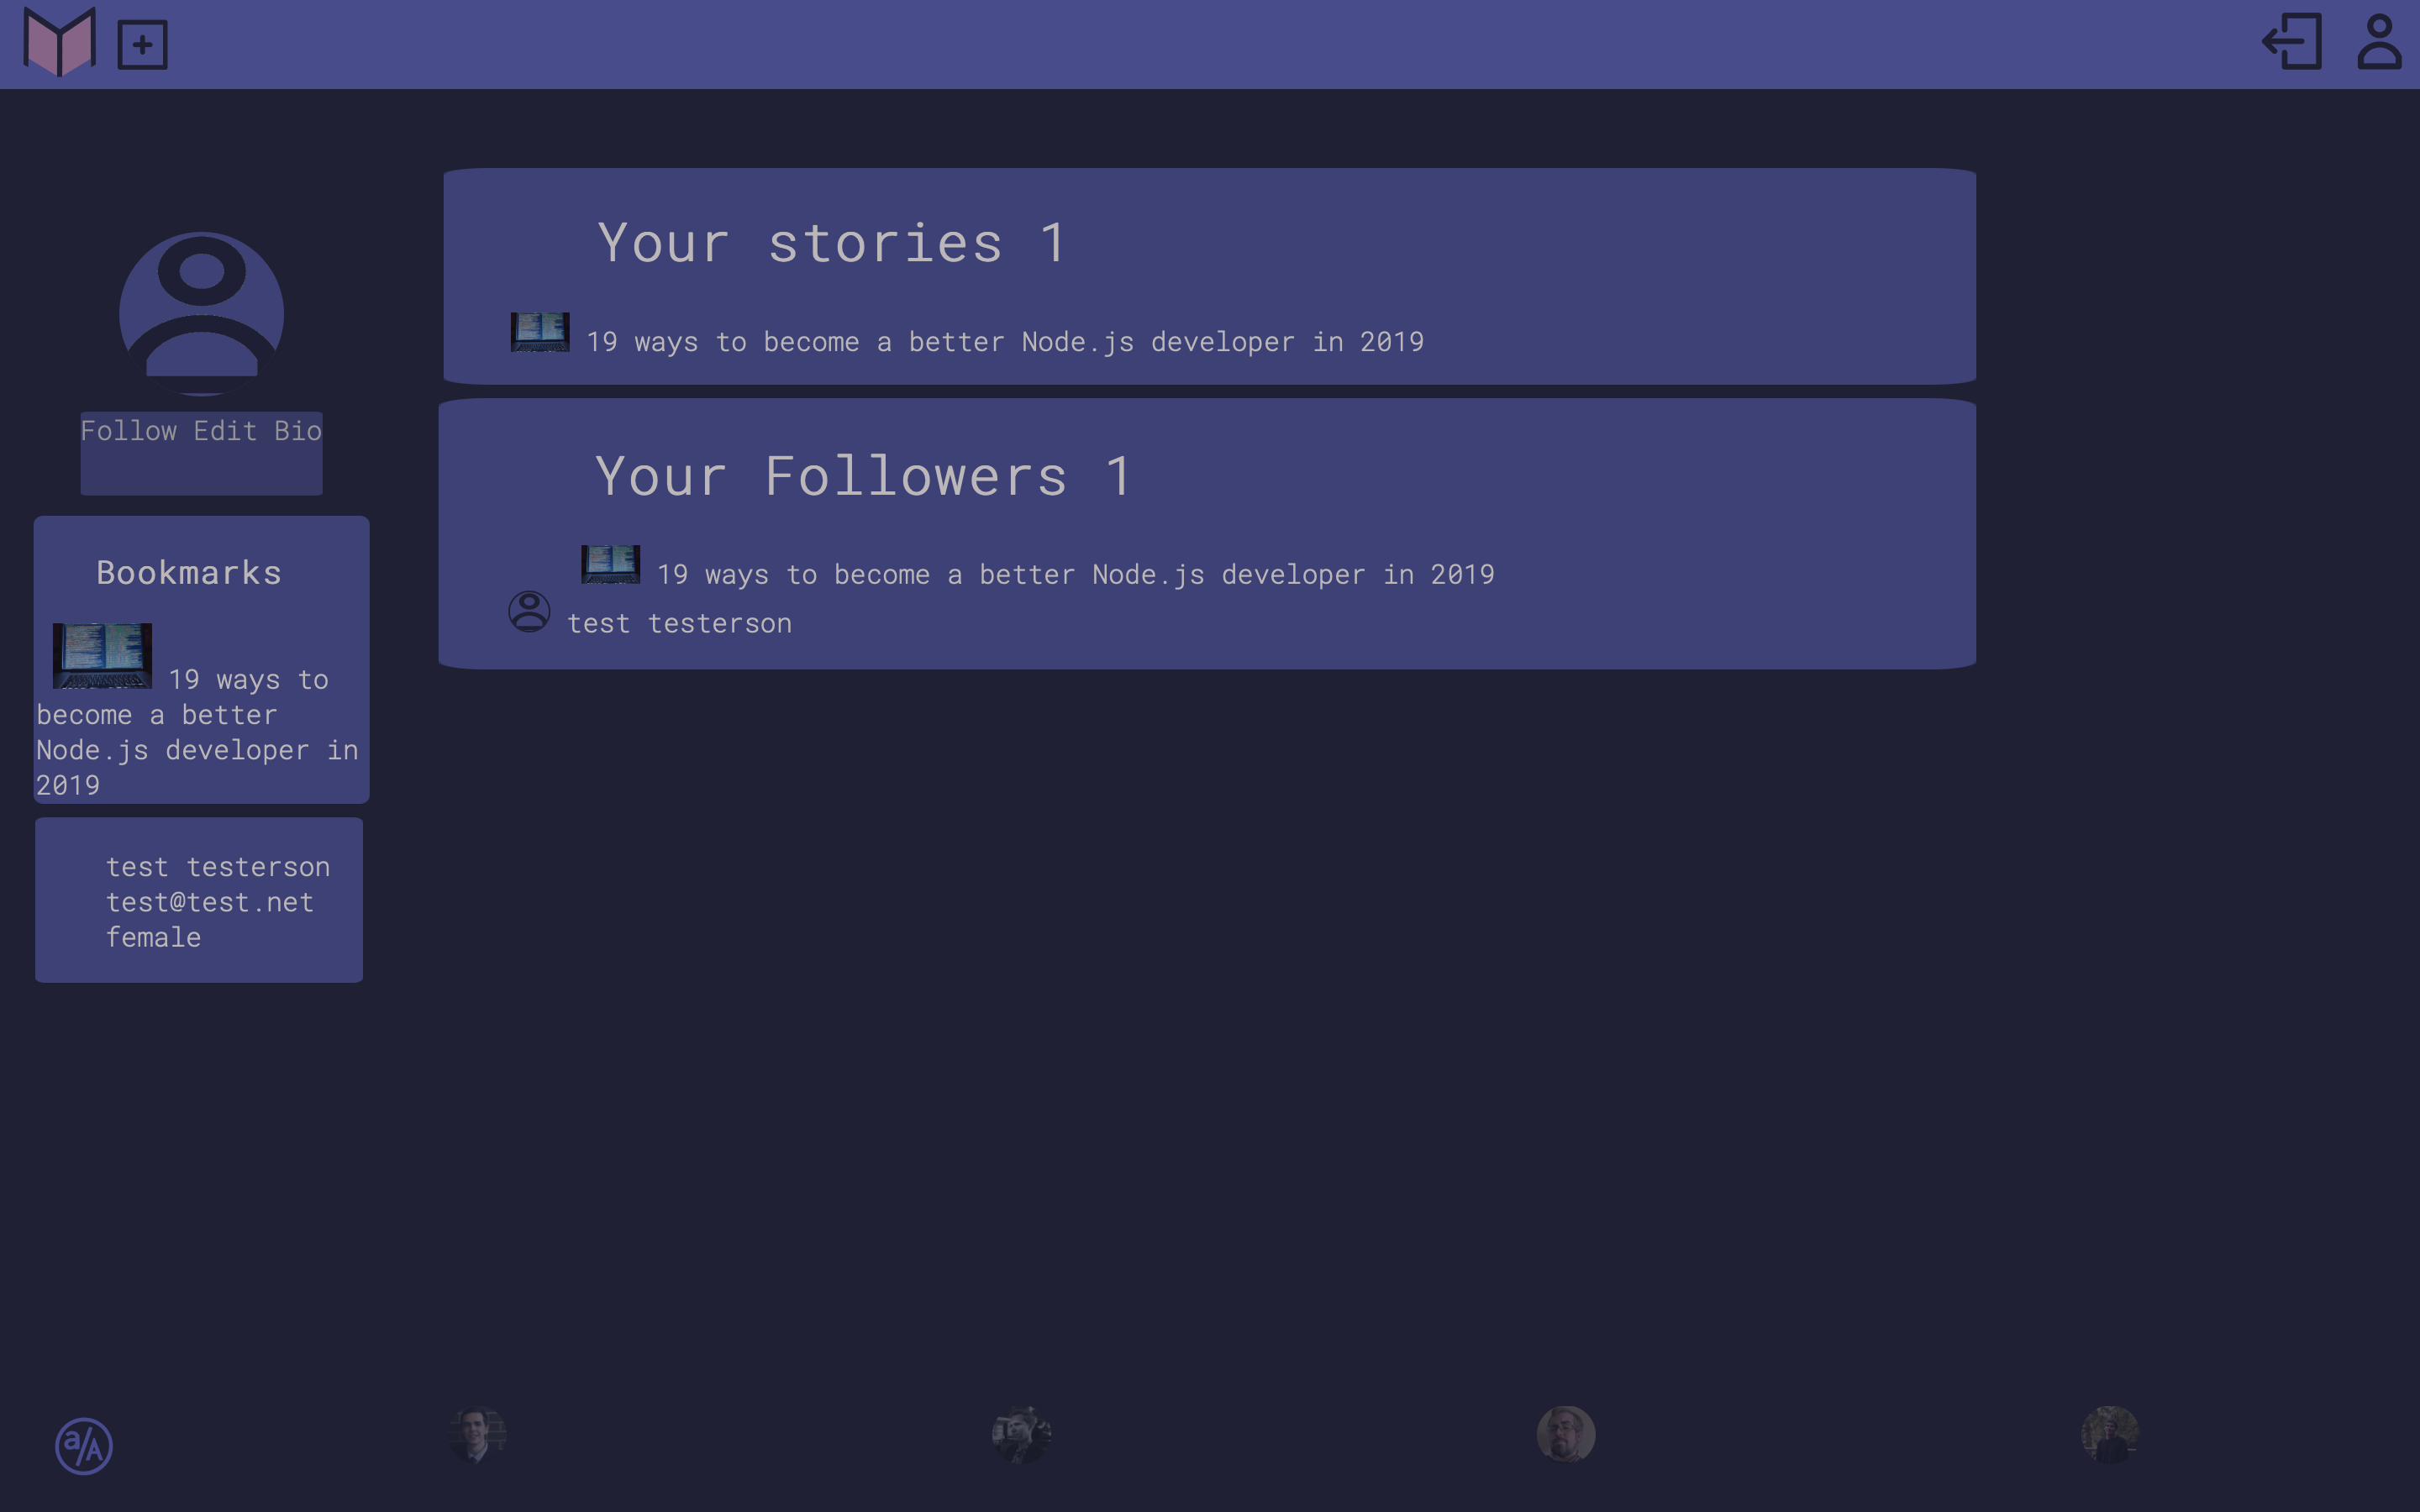 Your stories 1
19 ways to become a better Node.js developer in 2019
Follow Edit Bio
Your Followers 1
19 ways to become a better Node.js developer in 2019
test testerson
Bookmarks
19 ways to
become a better
Node.js developer in
2019
test testerson
test@test.net
female
a/A